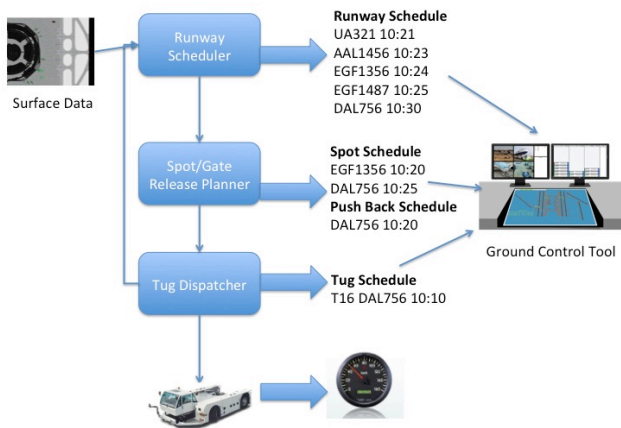 Runway
Scheduler
Surface Data
Runway Schedule
UA321 10:21
AAL1456 10:23
EGF1356 10:24
EGF1487 10:25
DAL756 10:30
Spot/Gate
Release Planner
Spot Schedule
EGF1356 10:20
DAL756 10:25
Push Back Schedule
DAL756 10:20
Ground Control Tool
Tug Dispatcher
Tug Schedule
T16 DAL756 10:10